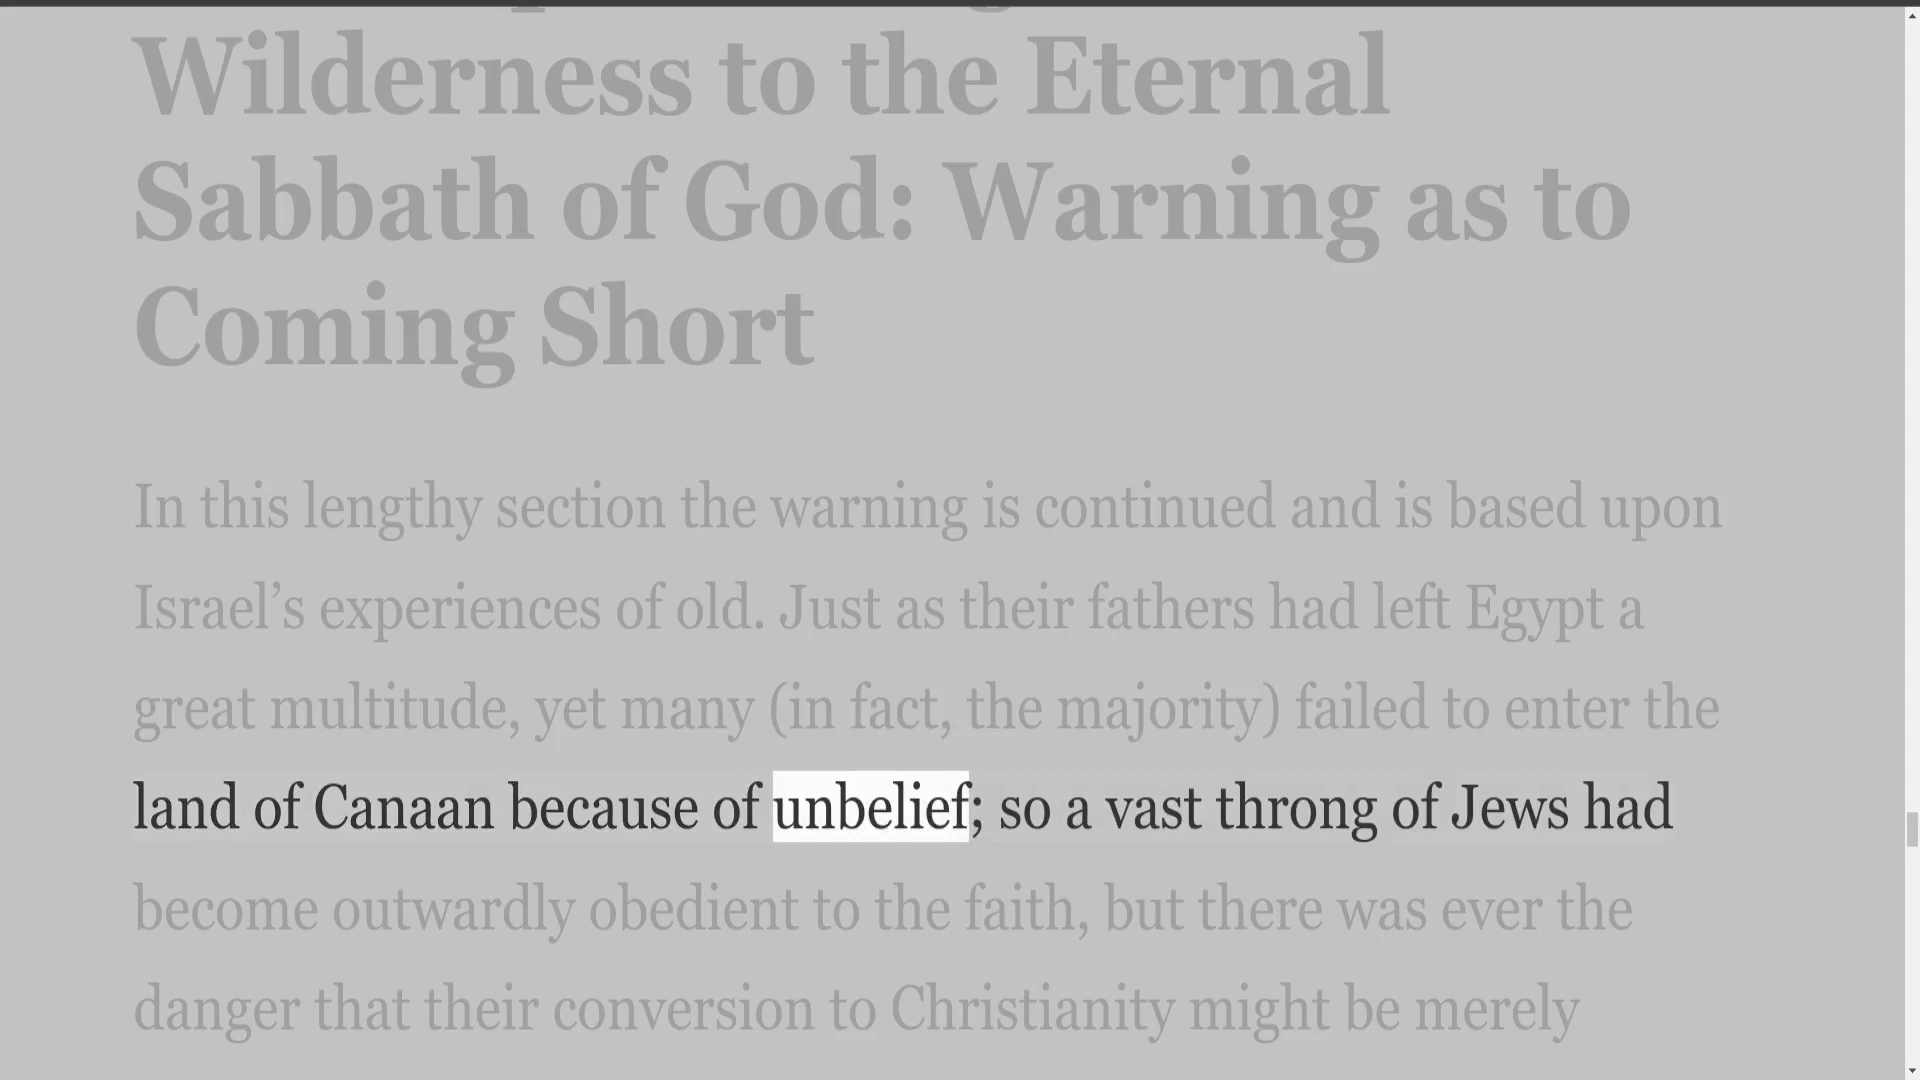 Wilderness to the Eternal
Sabbath of God: Warning as to
Coming Short
In this lengthy section the warning is continued and is based upon
Israel’s experiences of old. Just as their fathers had left Egypt a
great multitude, yet many (in fact, the majority) failed to enter the
land of Canaan because of unbelief; so a vast throng of Jews had
become outwardly obedient to the faith, but there was ever the
danger that their conversion to Christianity might be merely